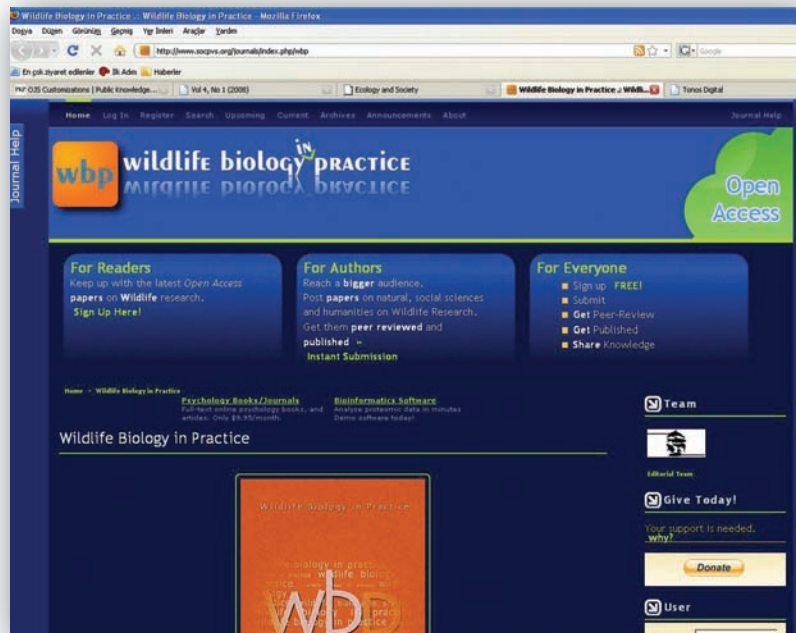 Wildlife Biology in Practice .: Wildlife Biology in Practice - Mozilla Firefox
Dosya Düzen Görünüm Geçmiş Yer İmleri Araçlar Yardım
http://www.socpvs.org/journals/index.php/wbp
Google
En çok ziyaret edilenler İlk Adım Haberler
PKP OJS Customizations | Public Knowledge...
Vol 4, No 1 (2008)
Ecology and Society
Wildlife Biology in Practice .: Wildli...
Tonos Digital
Home Log In Register Search Upcoming Current Archives Announcements About
Journal Help
Journal Help
wbp wildlife biology in practice
Open
Access
For Readers
Keep up with the latest Open Access
papers on Wildlife research.
Sign Up Here!
For Authors
Reach a bigger audience.
Post papers on natural, social sciences
and humanities on Wildlife Research.
Get them peer reviewed and
published »
Instant Submission
For Everyone
Sign up FREE!
Submit
Get Peer-Review
Get Published
Share Knowledge
Home > Wildlife Biology in Practice
Psychology Books/Journals
Full-text online psychology books, and
articles. Only $9.95/month.
Bioinformatics Software
Analyze proteomic data in minutes
Demo software today!
Wildlife Biology in Practice
Wildlife Biology in Practice
biology in pract
wildlife biolog
WbP
Team
Editorial Team
Give Today!
Your support is needed.
why?
Donate
User